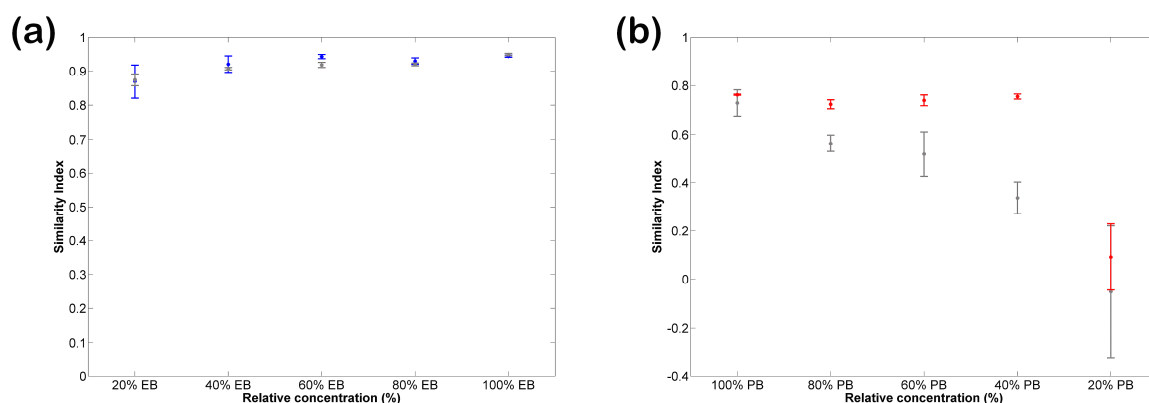 (a)
1
0.9
0.8
0.7
0.6
0.5
0.4
0.3
0.2
0.1
0
Similarity Index
20% EB 40% EB 60% EB 80% EB 100% EB
Relative concentration (%)
(b)
1
0.8
0.6
0.4
0.2
0
-0.2
-0.4
Similarity Index
100% PB 80% PB 60% PB 40% PB 20% PB
Relative concentration (%)